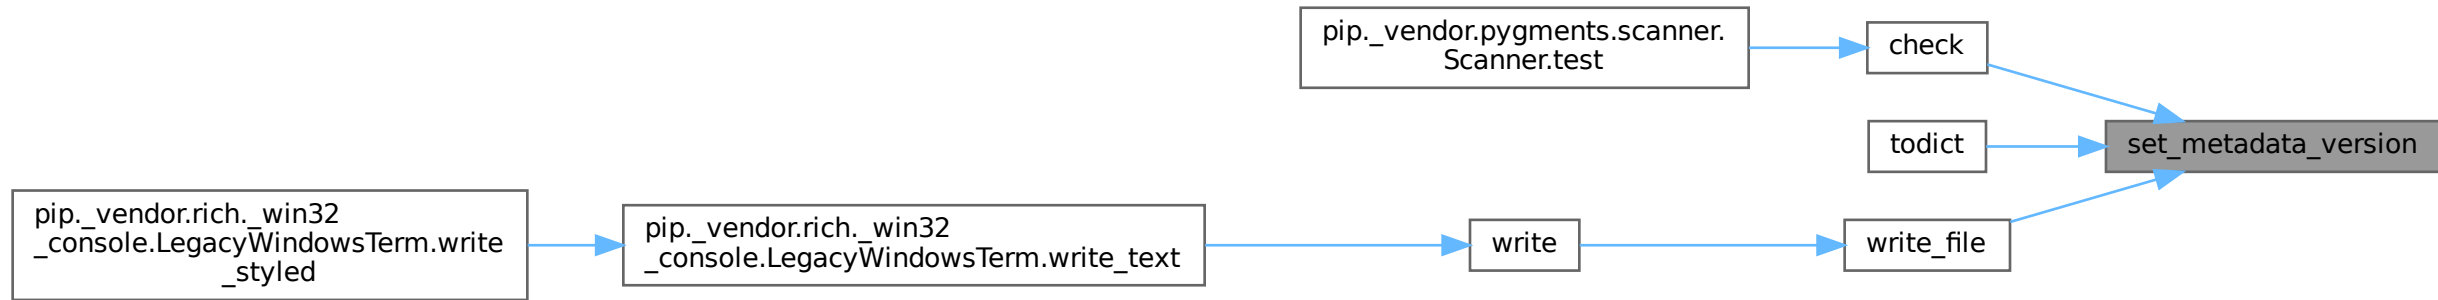 pip._vendor.pygments.scanner.
Scanner.test
check
todict
set_metadata_version
pip._vendor.rich._win32
_console.LegacyWindowsTerm.write
_styled
pip._vendor.rich._win32
_console.LegacyWindowsTerm.write_text
write
write_file